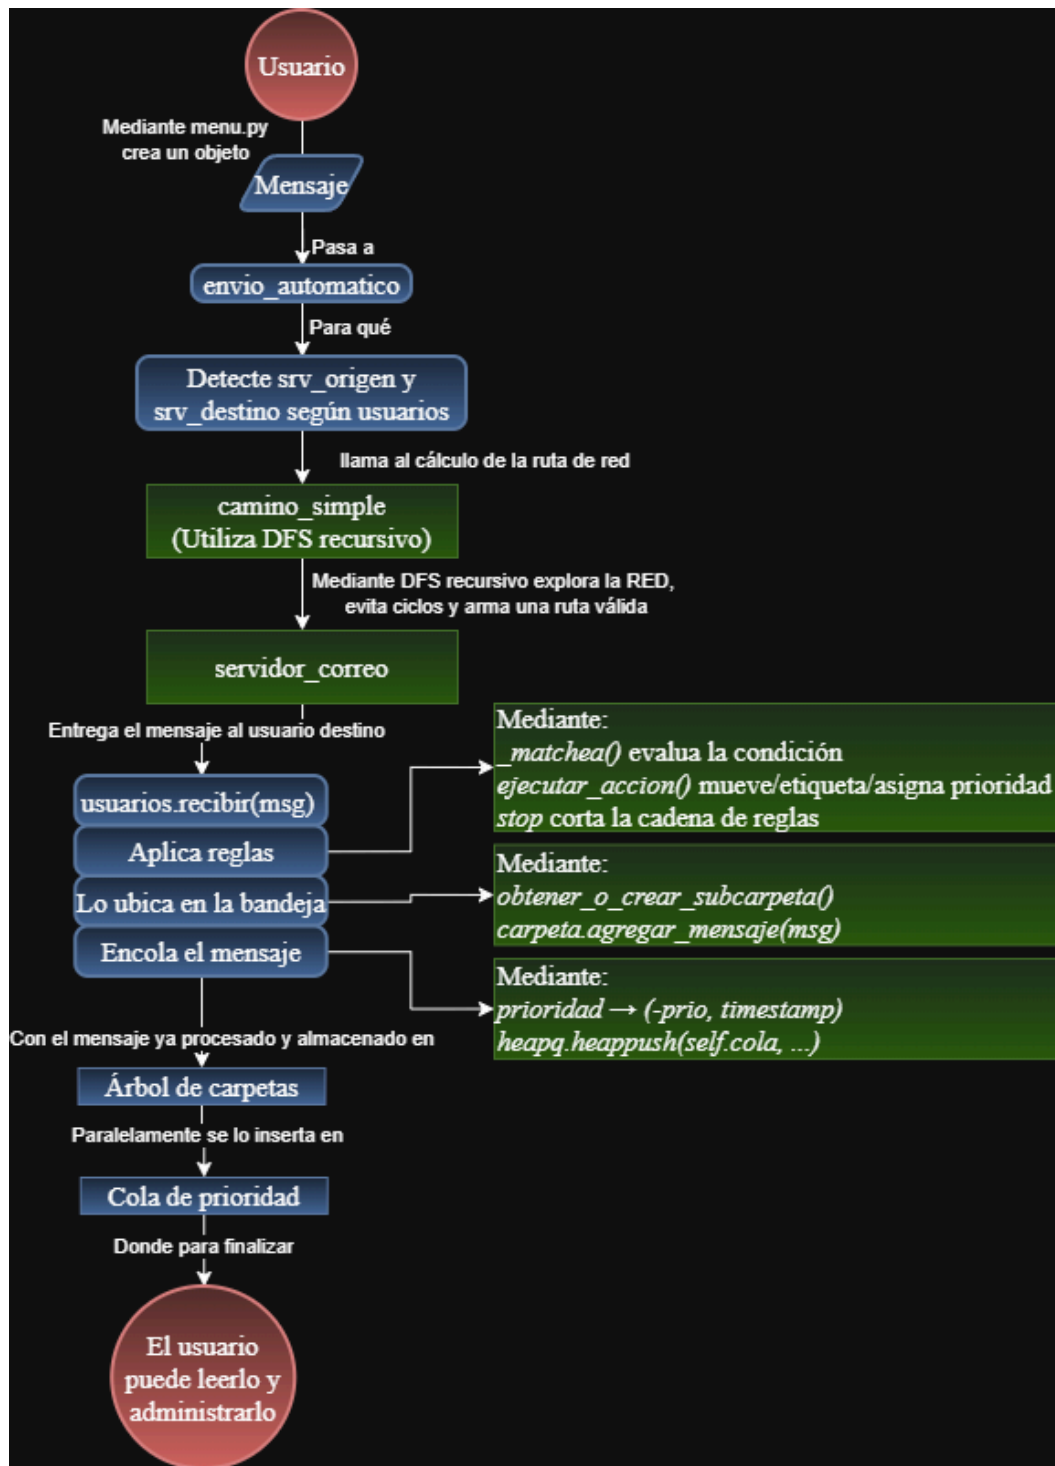 Usuario
Mediante menu.py
crea un objeto
Mensaje
Pasa a
envio_automatico
Para qué
Detecte srv_origen y
srv_destino según usuarios
llama al cálculo de la ruta de red
camino_simple
(Utiliza DFS recursivo)
Mediante DFS recursivo explora la RED,
evita ciclos y arma una ruta válida
servidor_correo
Entrega el mensaje al usuario destino
usuarios.recibir(msg)
Aplica reglas
Mediante:
_matchea() evalua la condición
ejecutar_accion() mueve/etiqueta/asigna prioridad
stop corta la cadena de reglas
Lo ubica en la bandeja
Mediante:
obtener_o_crear_subcarpeta()
carpeta.agregar_mensaje(msg)
Encola el mensaje
Mediante:
prioridad → (-prio, timestamp)
heapq.heappush(self.cola, ...)
Con el mensaje ya procesado y almacenado en
Árbol de carpetas
Paralelamente se lo inserta en
Cola de prioridad
Donde para finalizar
El usuario
puede leerlo y
administrarlo